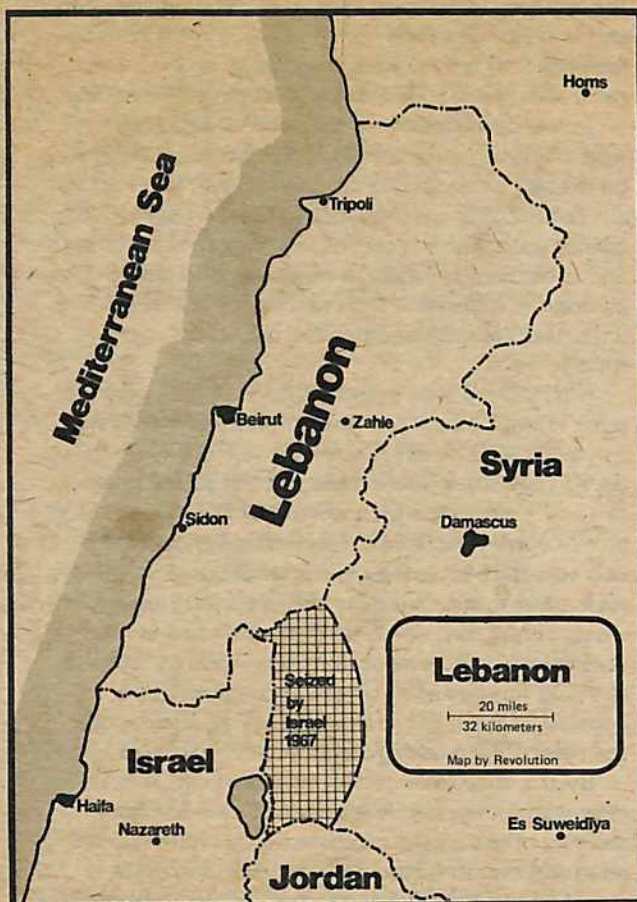 Homs
Mediterranean Sea
Tripoli
Lebanon
Beirut
Zahle
Syria
Sidon
Damascus
Seized
by
Israel
1967
Lebanon
20 miles
32 kilometers
Map by Revolution
Israel
Haifa
Nazareth
Es Suweidīya
Jordan